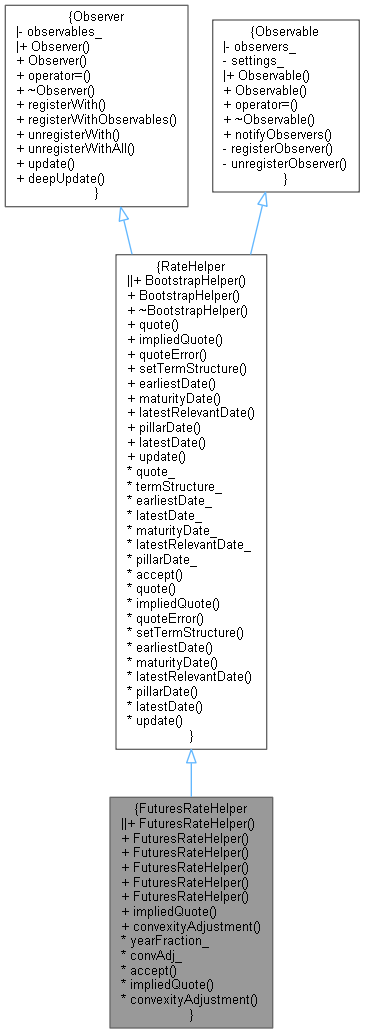 {Observer
|- observables_
|+ Observer()
+ Observer()
+ operator=()
+ ~Observer()
+ registerWith()
+ registerWithObservables()
+ unregisterWith()
+ unregisterWithAll()
+ update()
+ deepUpdate()
}
{Observable
|- observers_
- settings_
|+ Observable()
+ Observable()
+ operator=()
+ ~Observable()
+ notifyObservers()
- registerObserver()
- unregisterObserver()
}
{RateHelper
||+ BootstrapHelper()
+ BootstrapHelper()
+ ~BootstrapHelper()
+ quote()
+ impliedQuote()
+ quoteError()
+ setTermStructure()
+ earliestDate()
+ maturityDate()
+ latestRelevantDate()
+ pillarDate()
+ latestDate()
+ update()
* quote_
* termStructure_
* earliestDate_
* latestDate_
* maturityDate_
* latestRelevantDate_
* pillarDate_
* accept()
* quote()
* impliedQuote()
* quoteError()
* setTermStructure()
* earliestDate()
* maturityDate()
* latestRelevantDate()
* pillarDate()
* latestDate()
* update()
}
{FuturesRateHelper
||+ FuturesRateHelper()
+ FuturesRateHelper()
+ FuturesRateHelper()
+ FuturesRateHelper()
+ FuturesRateHelper()
+ FuturesRateHelper()
+ impliedQuote()
+ convexityAdjustment()
* yearFraction_
* convAdj_
* accept()
* impliedQuote()
* convexityAdjustment()
}